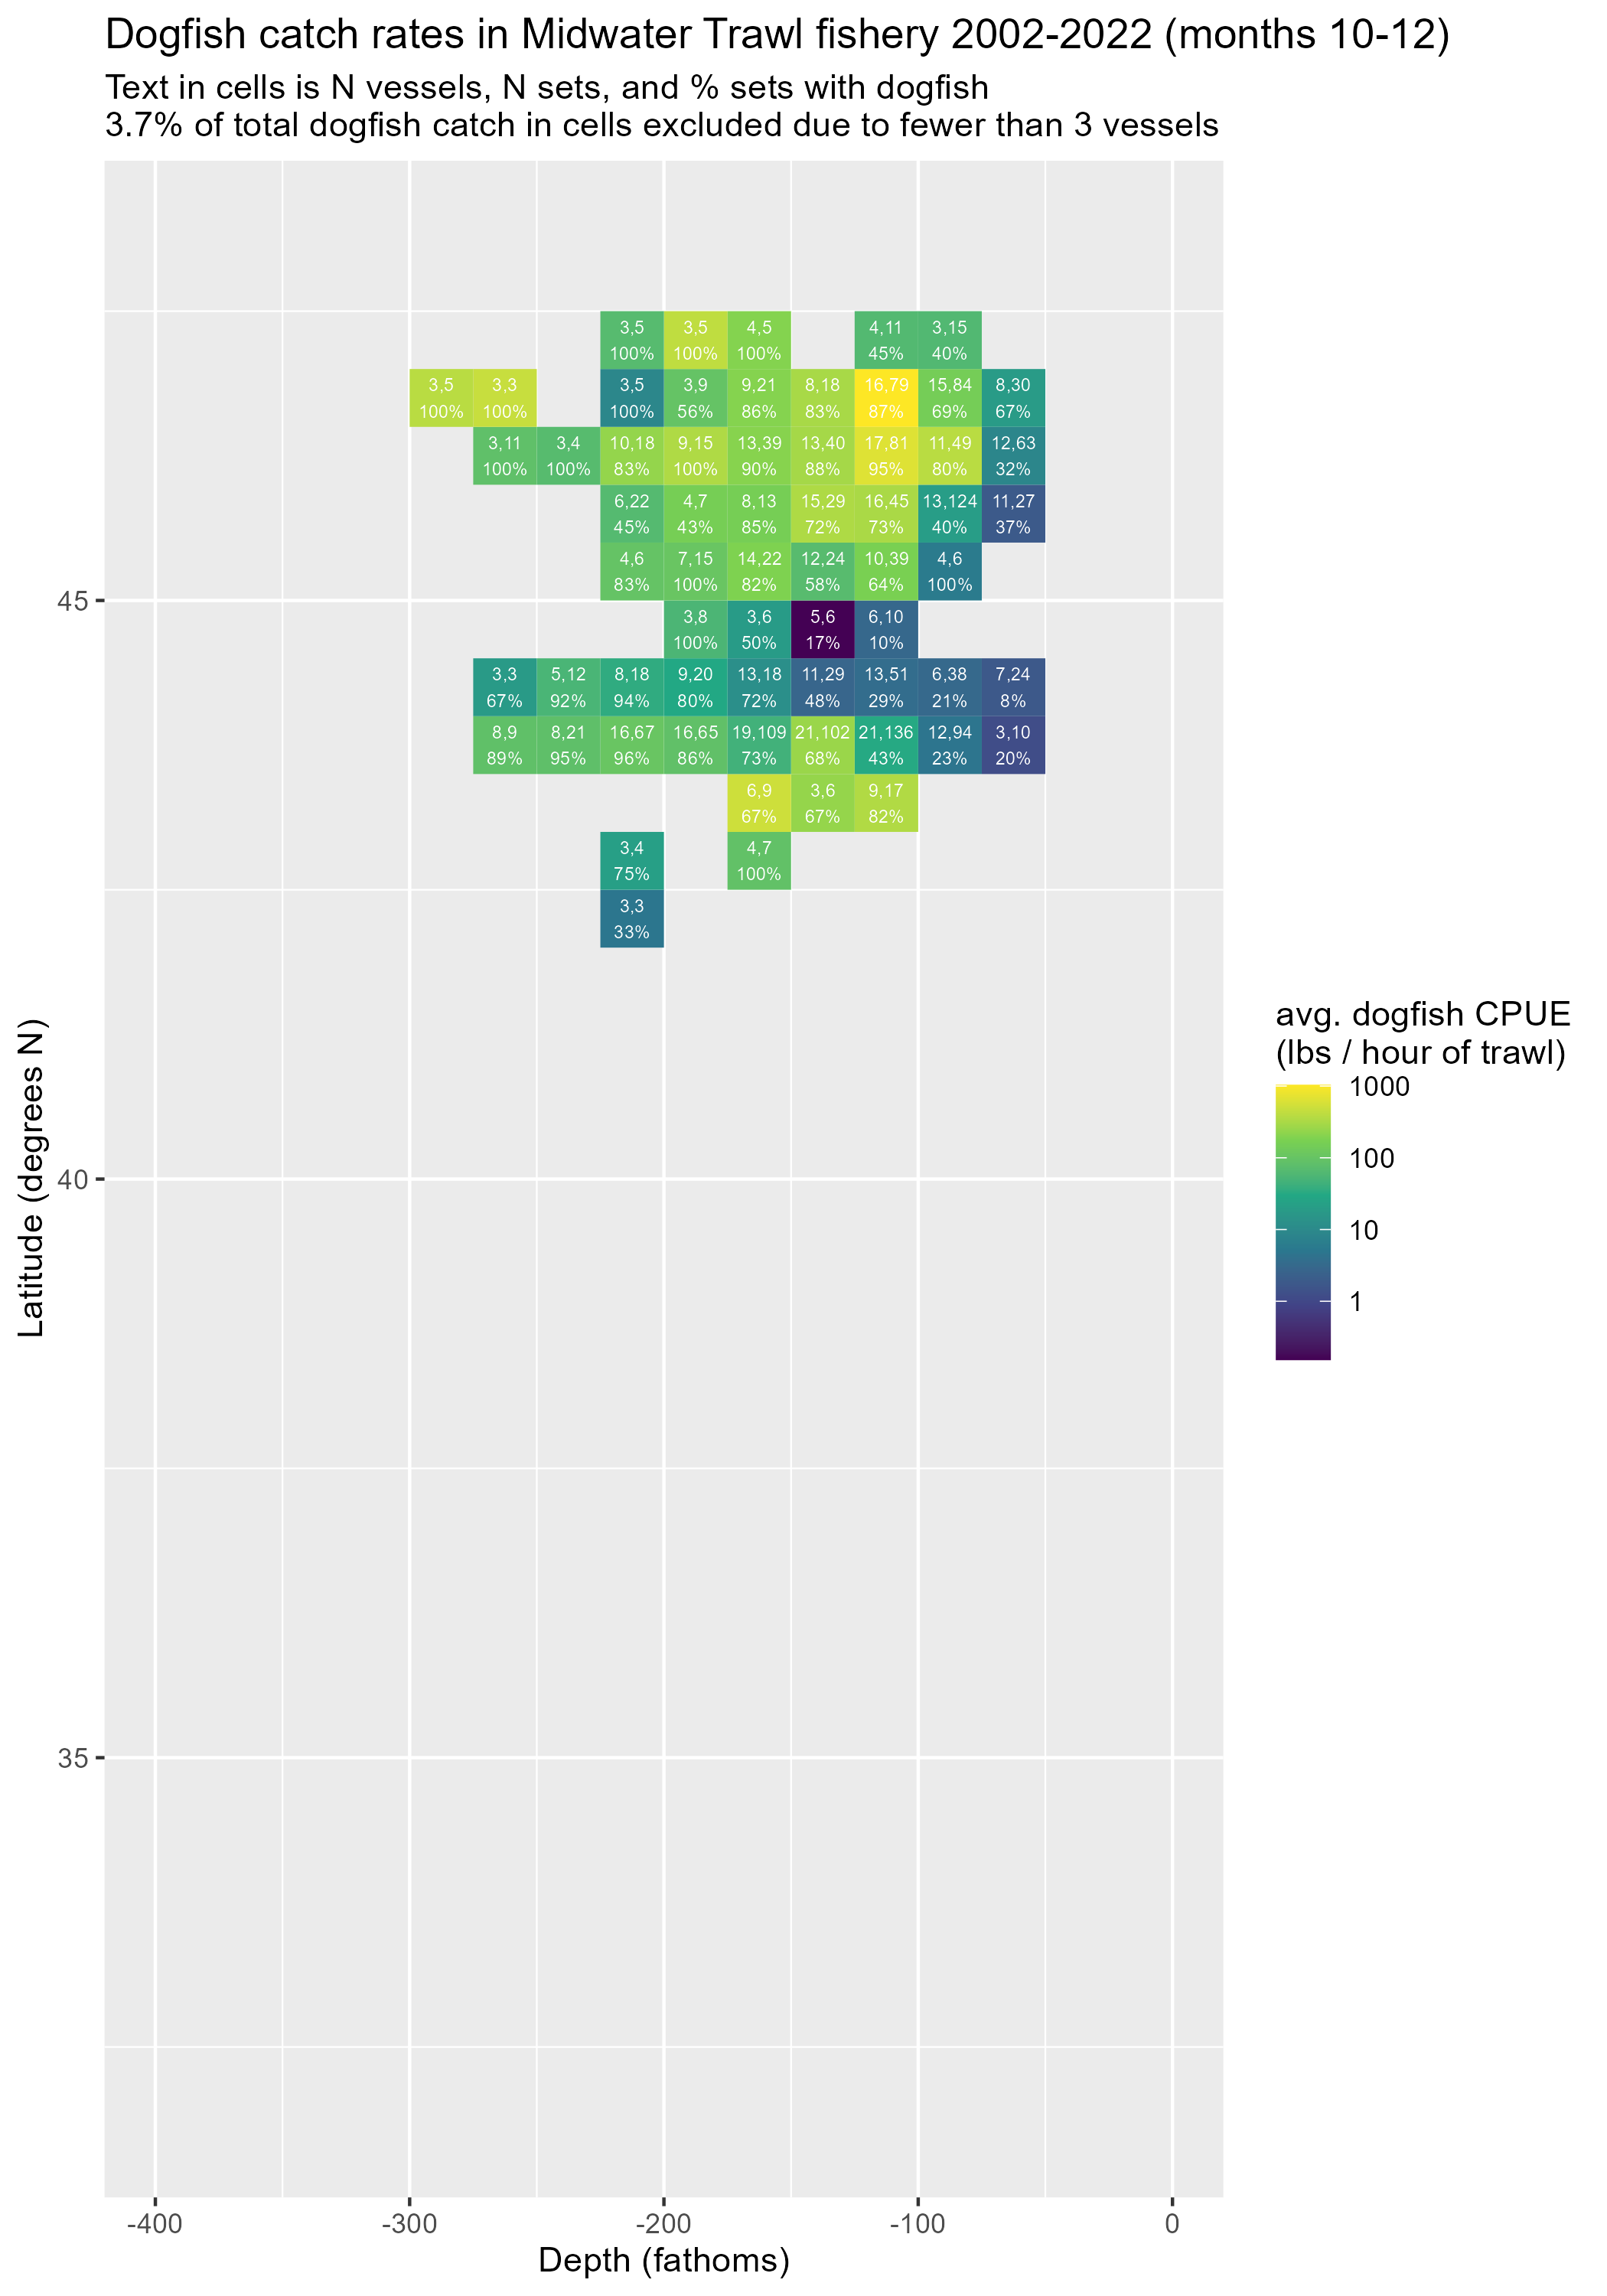 Dogfish catch rates in Midwater Trawl fishery 2002-2022 (months 10-12)
Text in cells is N vessels, N sets, and % sets with dogfish
3.7% of total dogfish catch in cells excluded due to fewer than 3 vessels
3,5 3,5 4,5 4,11 3,15
100% 100% 100% 45% 40%
3,5 3,3 3,5 3,9 9,21 8,18 16,79 15,84 8,30
100% 100% 100% 56% 86% 83% 87% 69% 67%
3,11 3,4 10,18 9,15 13,39 13,40 17,81 11,49 12,63
100% 100% 83% 100% 90% 88% 95% 80% 32%
6,22 4,7 8,13 15,29 16,45 13,124 11,27
45% 43% 85% 72% 73% 40% 37%
4,6 7,15 14,22 12,24 10,39 4,6
83% 100% 82% 58% 64% 100%
45
3,8 3,6 5,6 6,10
100% 50% 17% 10%
3,3 5,12 8,18 9,20 13,18 11,29 13,51 6,38 7,24
67% 92% 94% 80% 72% 48% 29% 21% 8%
8,9 8,21 16,67 16,65 19,109 21,102 21,136 12,94 3,10
89% 95% 96% 86% 73% 68% 43% 23% 20%
6,9 3,6 9,17
67% 67% 82%
3,4 4,7
75% 100%
3,3
33%
40
35
Latitude (degrees N)
-400 -300 -200 -100 0
Depth (fathoms)
avg. dogfish CPUE
(lbs / hour of trawl)
1000
100
10
1